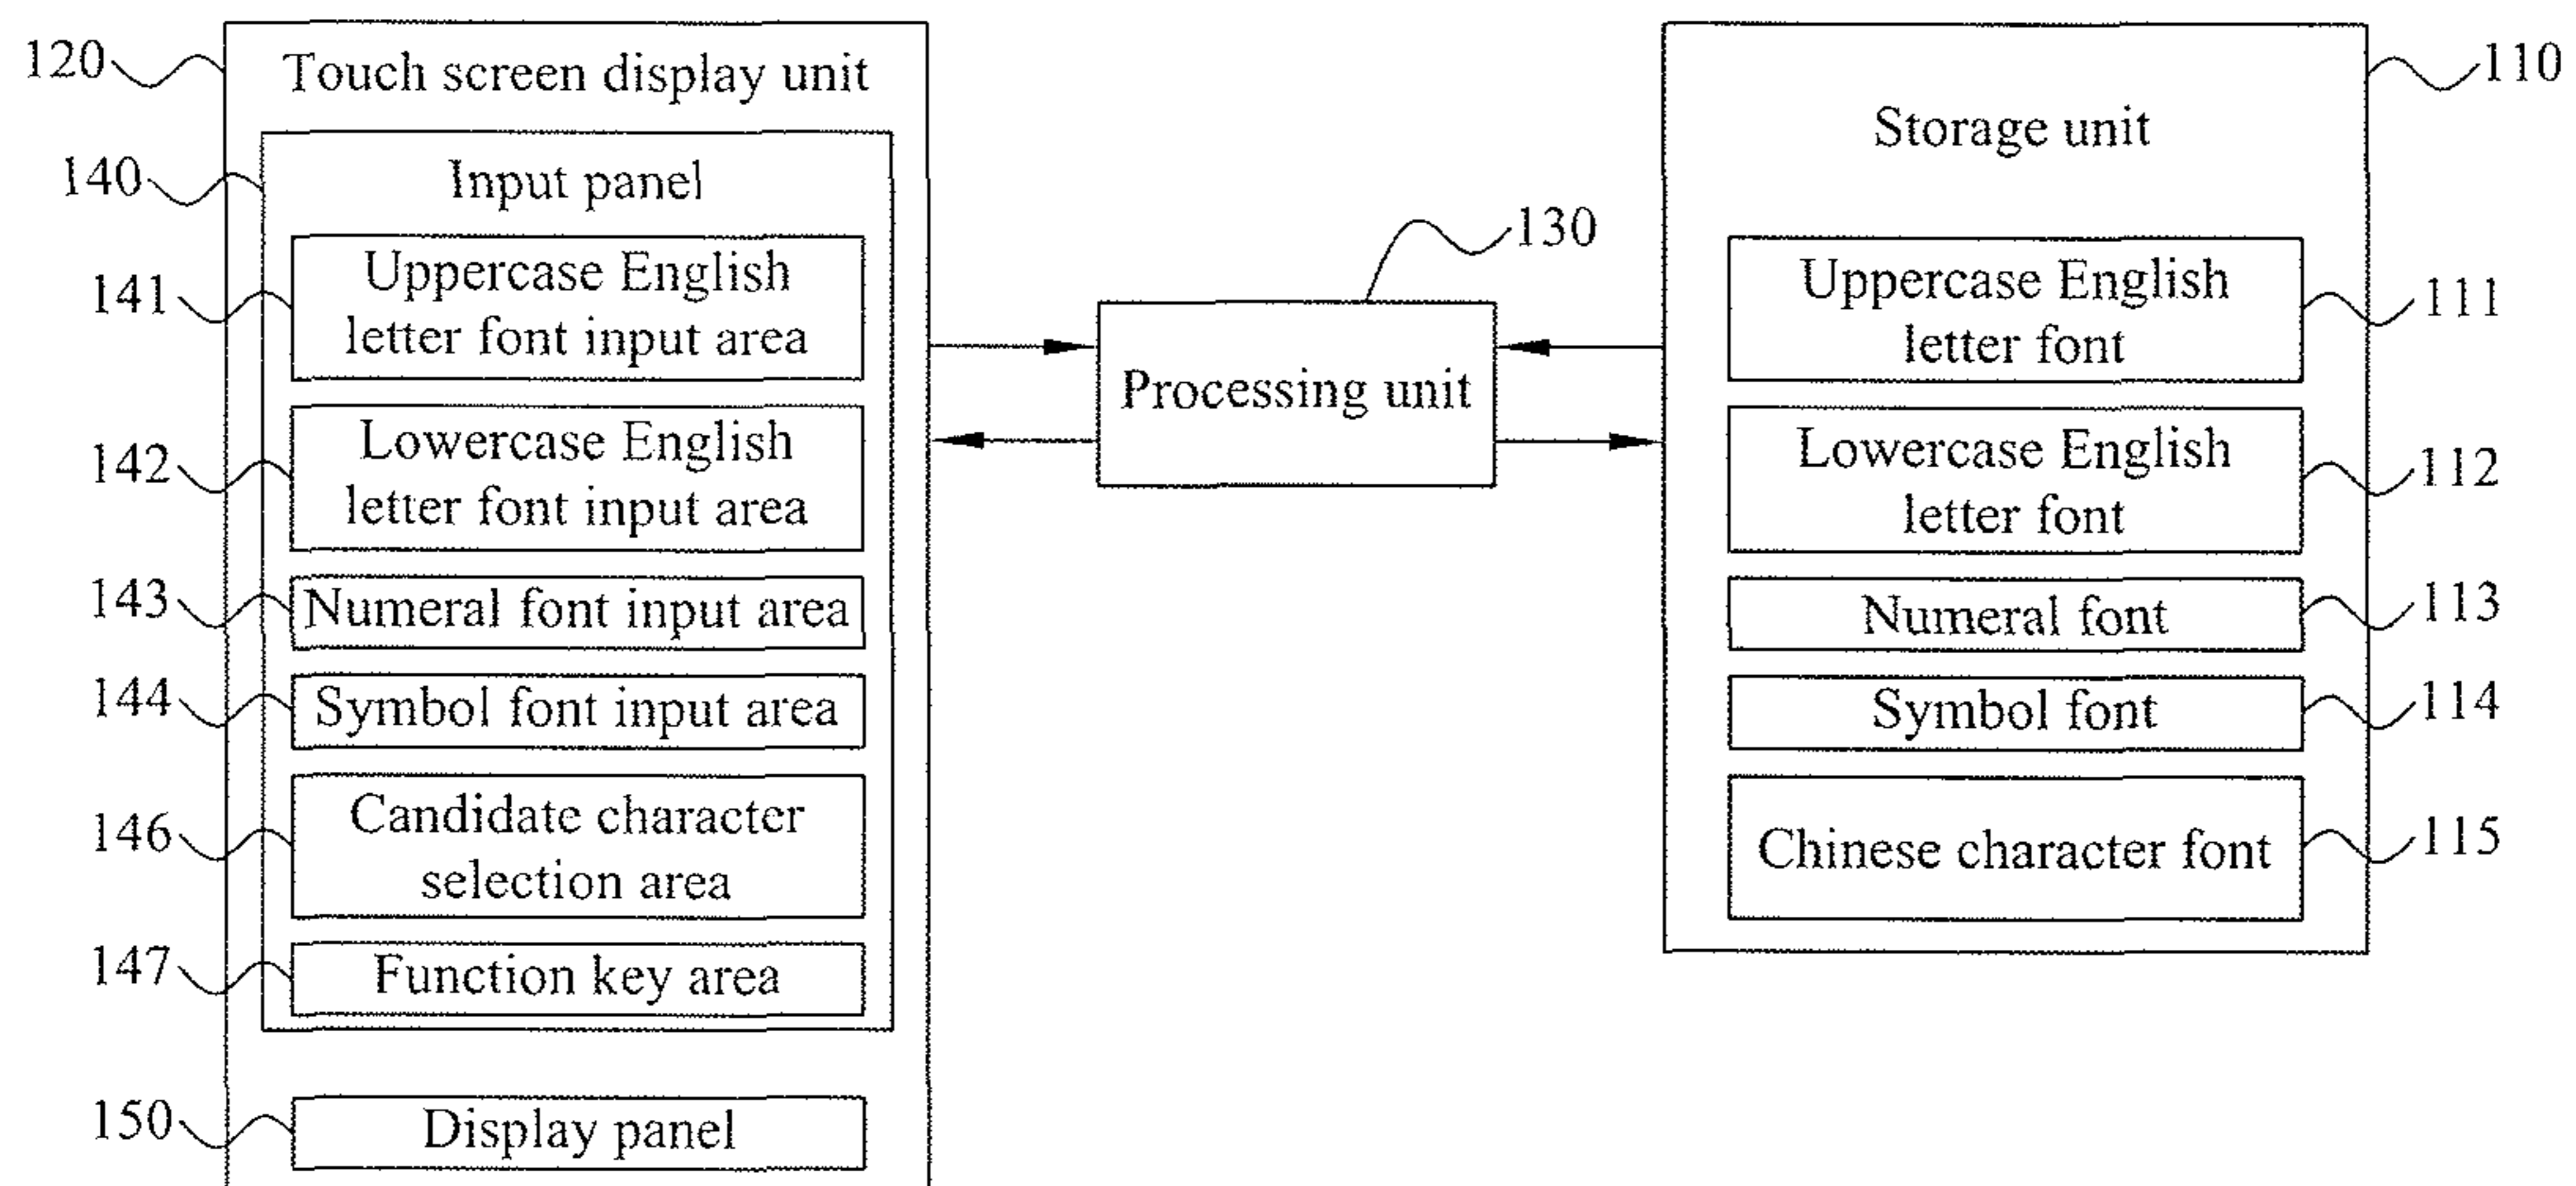 120
Touch screen display unit
140
Input panel
141
Uppercase English
letter font input area
142
Lowercase English
letter font input area
143
Numeral font input area
144
Symbol font input area
146
Candidate character
selection area
147
Function key area
150
Display panel
130
Processing unit
110
Storage unit
Uppercase English
letter font
111
Lowercase English
letter font
112
Numeral font
113
Symbol font
114
Chinese character font
115